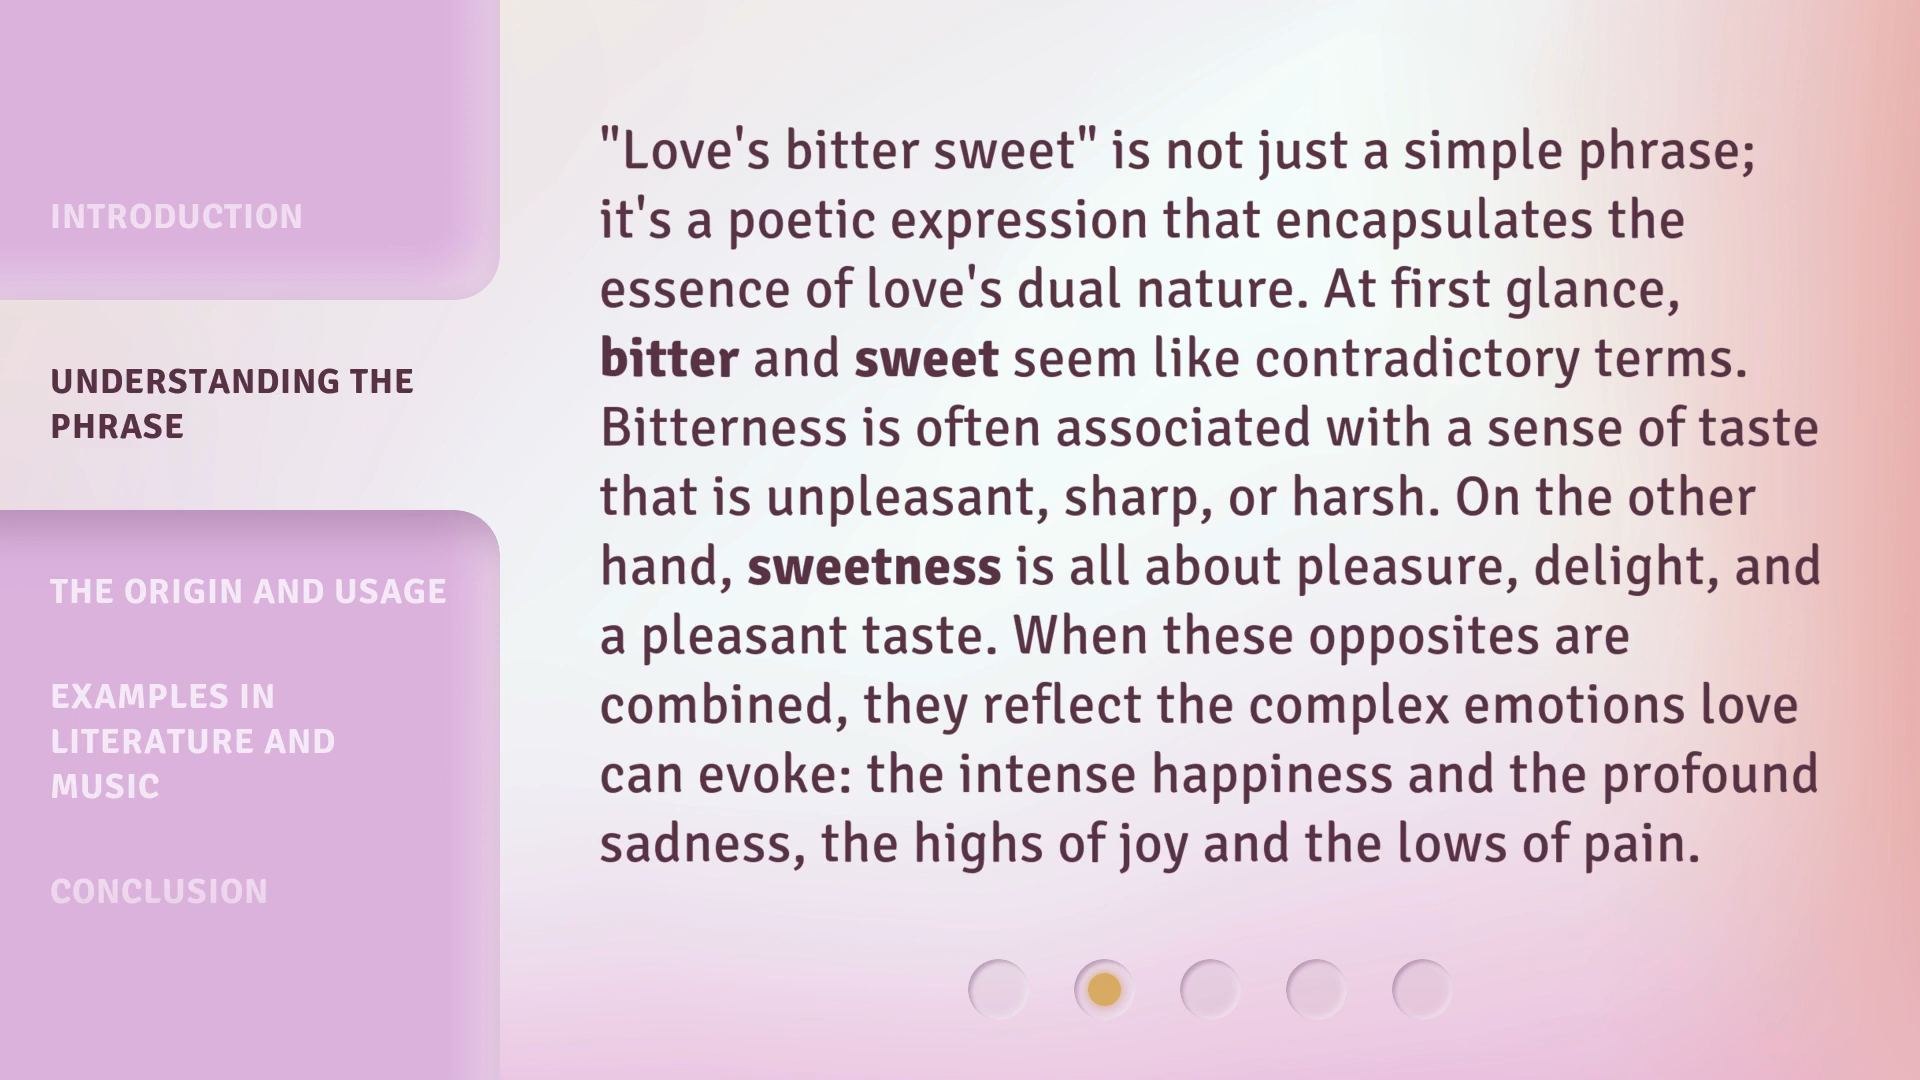 INTRODUCTION
UNDERSTANDING THE
PHRASE
THE ORIGIN AND USAGE
EXAMPLES IN
LITERATURE AND
MUSIC
CONCLUSION
"Love's bitter sweet" is not just a simple phrase;
it's a poetic expression that encapsulates the
essence of love's dual nature. At first glance,
bitter and sweet seem like contradictory terms.
Bitterness is often associated with a sense of taste
that is unpleasant, sharp, or harsh. On the other
hand, sweetness is all about pleasure, delight, and
a pleasant taste. When these opposites are
combined, they reflect the complex emotions love
can evoke: the intense happiness and the profound
sadness, the highs of joy and the lows of pain.